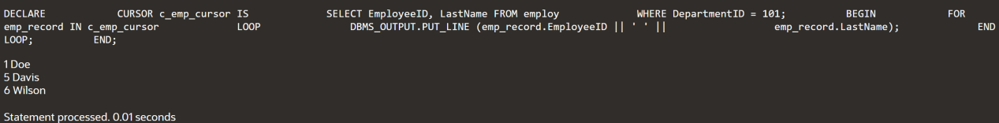 DECLARE CURSOR c_emp_cursor IS SELECT EmployeeID, LastName FROM employ WHERE DepartmentID = 101; BEGIN FOR
emp_record IN c_emp_cursor LOOP DBMS_OUTPUT.PUT_LINE (emp_record.EmployeeID || ' ' || emp_record.LastName); END
LOOP; END;
1 Doe
5 Davis
6 Wilson
Statement processed. 0.01 seconds